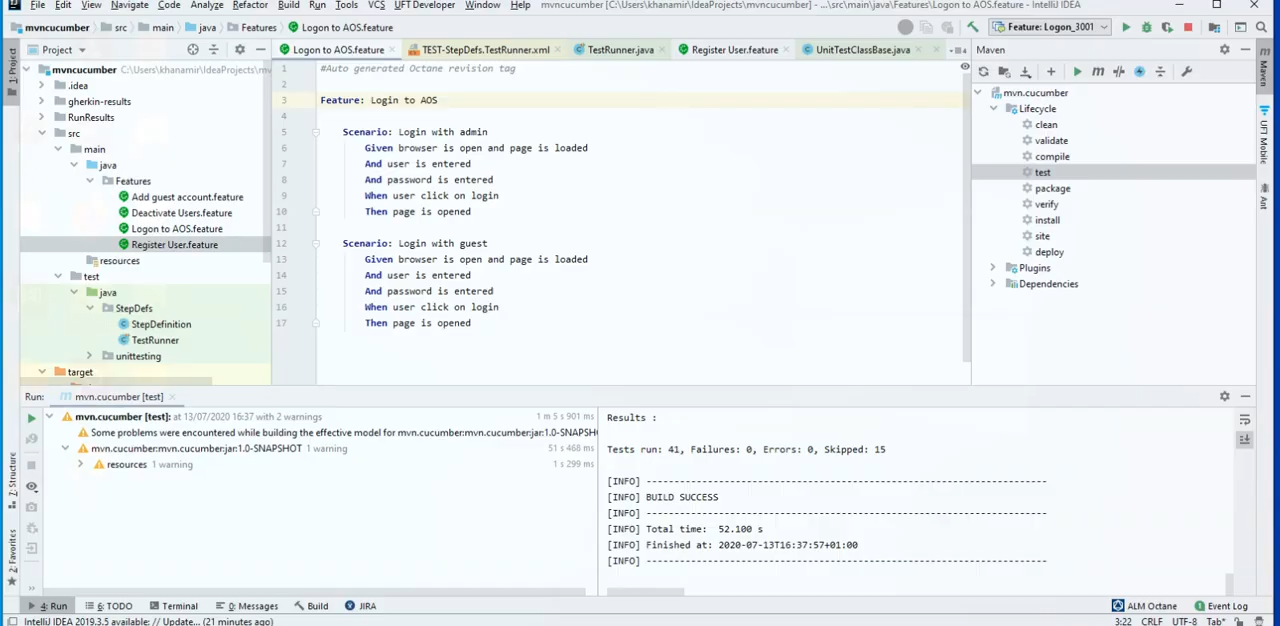 File Edit View Navigate Code Analyze Refactor Build Run Tools VCS UFT Developer Window Help mvncucumber [C:\Users\khanamir\IdeaProjects\mvncucumber] - ...\src\main\java\Features\Logon to AOS.feature - IntelliJ IDEA
mvncucumber src main java Features Logon to AOS.feature Feature: Logon_3001
Project Logon to AOS.feature TEST-StepDefs.TestRunner.xml TestRunner.java Register User.feature UnitTestClassBase.java Maven
mvncucumber C:\Users\khanamir\IdeaProjects\mv
.idea
gherkin-results
RunResults
src
main
java
Features
Add guest account.feature
Deactivate Users.feature
Logon to AOS.feature
Register User.feature
resources
test
java
StepDefs
StepDefinition
TestRunner
unittesting
target
1 #Auto generated Octane revision tag
2
3 Feature: Login to AOS
4
5 Scenario: Login with admin
6 Given browser is open and page is loaded
7 And user is entered
8 And password is entered
9 When user click on login
10 Then page is opened
11
12 Scenario: Login with guest
13 Given browser is open and page is loaded
14 And user is entered
15 And password is entered
16 When user click on login
17 Then page is opened
mvn.cucumber
Lifecycle
clean
validate
compile
test
package
verify
install
site
deploy
Plugins
Dependencies
1: Project
Z: Structure
2: Favorites
Maven
UFT Mobile
Ant
Run: mvn.cucumber [test]
mvn.cucumber [test]: at 13/07/2020 16:37 with 2 warnings 1 m 5 s 901 ms
Some problems were encountered while building the effective model for mvn.cucumber:mvn.cucumber:jar:1.0-SNAPSH
mvn.cucumber:mvn.cucumber:jar:1.0-SNAPSHOT 1 warning 51 s 468 ms
resources 1 warning 1 s 299 ms
Results :
Tests run: 41, Failures: 0, Errors: 0, Skipped: 15
[INFO] ------------------------------------------------------------------------
[INFO] BUILD SUCCESS
[INFO] ------------------------------------------------------------------------
[INFO] Total time: 52.100 s
[INFO] Finished at: 2020-07-13T16:37:57+01:00
[INFO] ------------------------------------------------------------------------
4: Run 6: TODO Terminal 0: Messages Build JIRA ALM Octane Event Log
IntelliJ IDEA 2019.3.5 available: // Update... (21 minutes ago) 3:22 CRLF UTF-8 Tab*